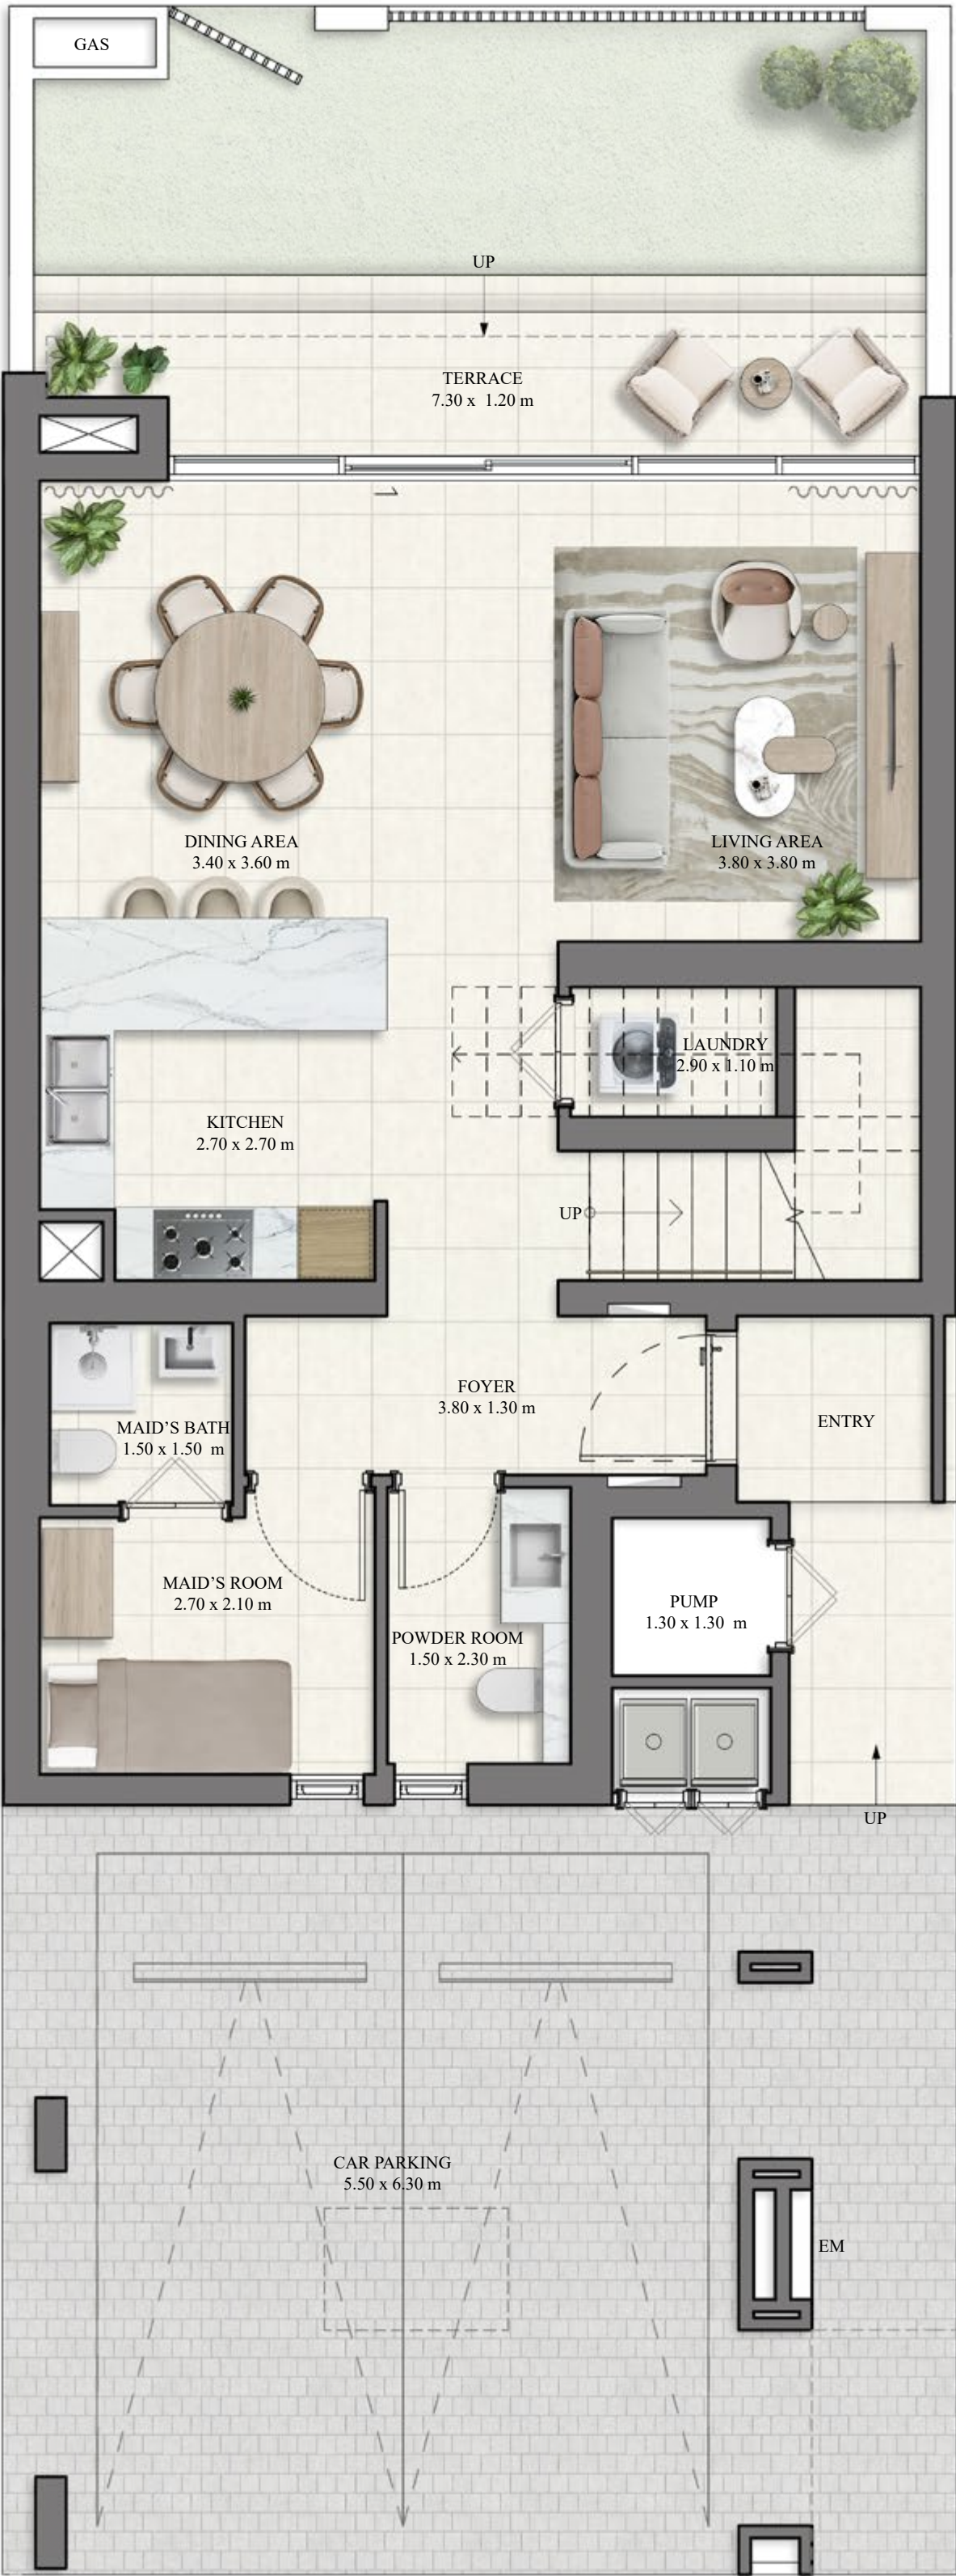 GAS
UP
TERRACE
7.30 x 1.20 m
DINING AREA
3.40 x 3.60 m
LIVING AREA
3.80 x 3.80 m
LAUNDRY
2.90 x 1.10 m
KITCHEN
2.70 x 2.70 m
UP
FOYER
3.80 x 1.30 m
ENTRY
MAID’S BATH
1.50 x 1.50 m
MAID’S ROOM
2.70 x 2.10 m
PUMP
1.30 x 1.30 m
POWDER ROOM
1.50 x 2.30 m
UP
CAR PARKING
5.50 x 6.30 m
EM